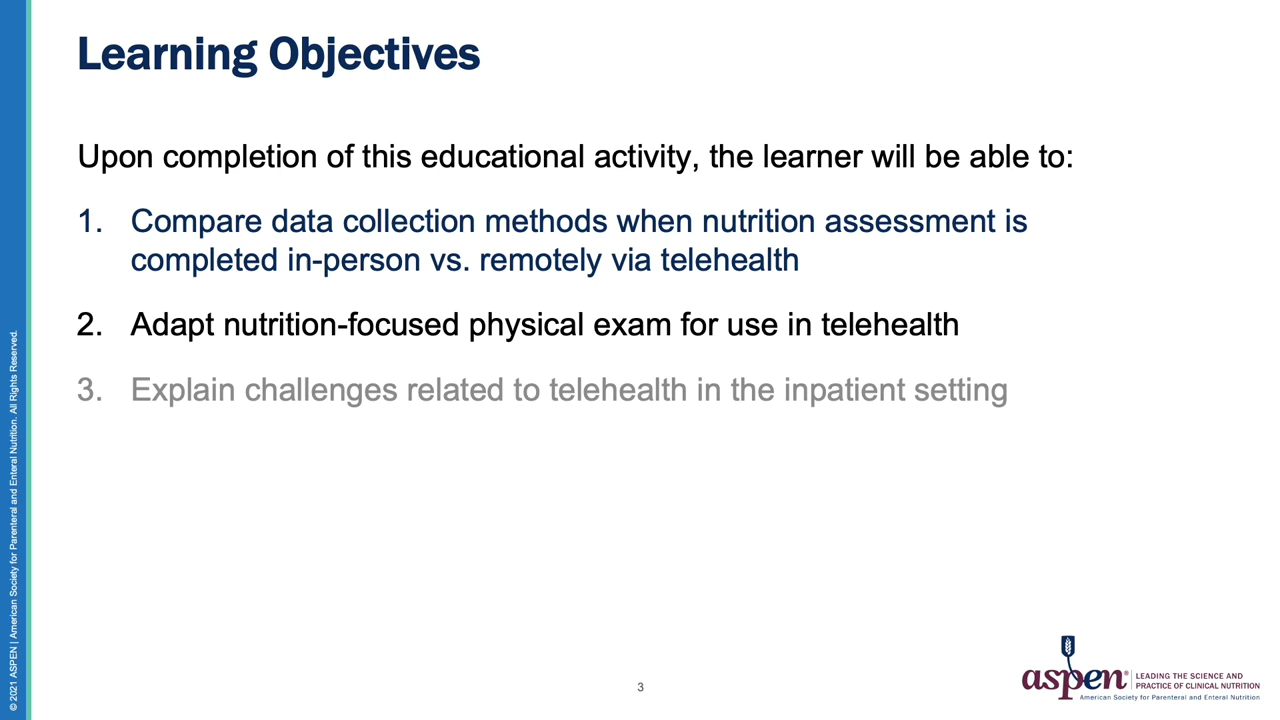 Learning Objectives
Upon completion of this educational activity, the learner will be able to:
1. Compare data collection methods when nutrition assessment is
completed in-person vs. remotely via telehealth
2. Adapt nutrition-focused physical exam for use in telehealth
3. Explain challenges related to telehealth in the inpatient setting
© 2021 ASPEN | American Society for Parenteral and Enteral Nutrition. All Rights Reserved.
3
aspen®
LEADING THE SCIENCE AND
PRACTICE OF CLINICAL NUTRITION
American Society for Parenteral and Enteral Nutrition